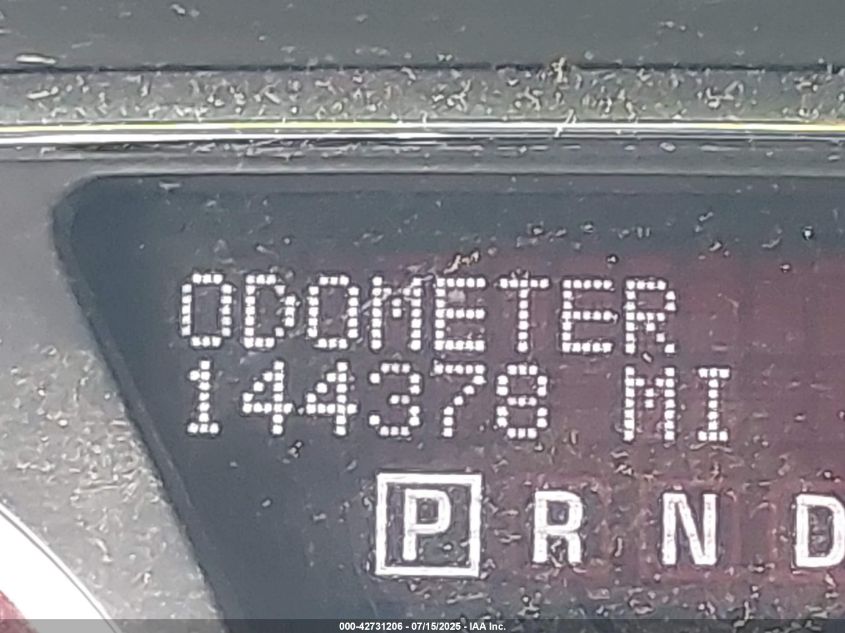 ODOMETER
144378 MI
P R N D
000-42731206 - 07/15/2025 - IAA Inc.